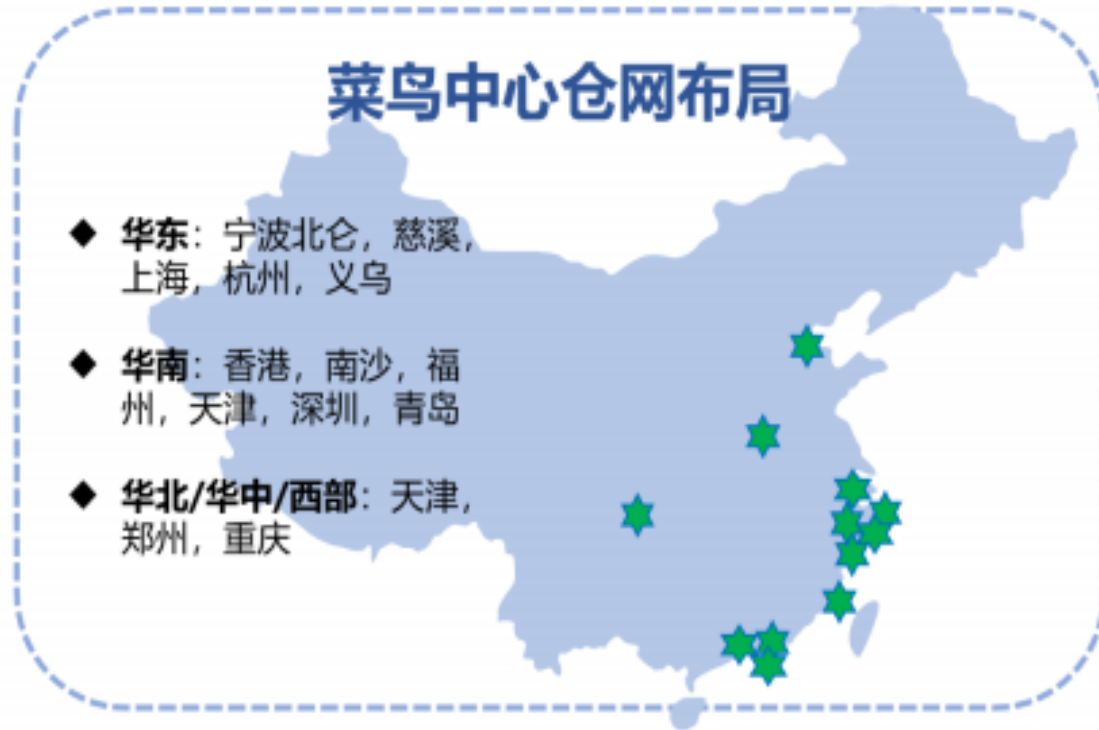 菜鸟中心仓网布局
◆ 华东：宁波北仑，慈溪，
上海，杭州，义乌
◆ 华南：香港，南沙，福
州，天津，深圳，青岛
◆ 华北/华中/西部：天津，
郑州，重庆